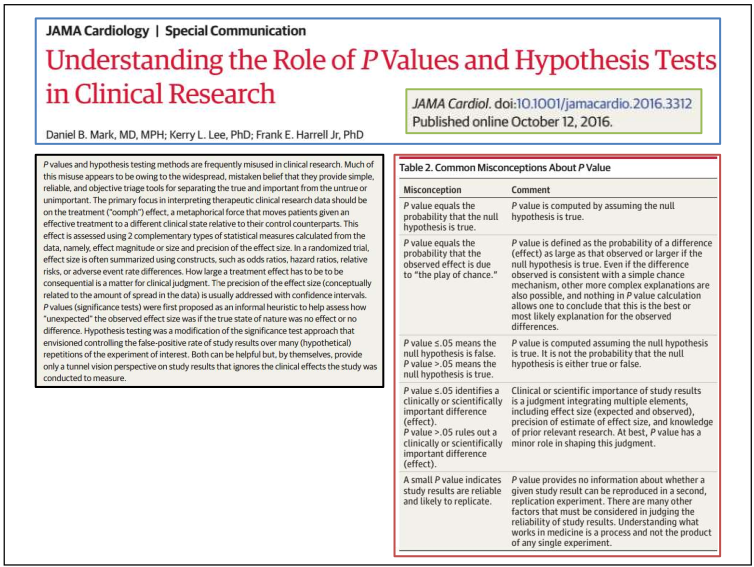 JAMA Cardiology | Special Communication
Understanding the Role of P Values and Hypothesis Tests
in Clinical Research
JAMA Cardiol. doi:10.1001/jamacardio.2016.3312
Published online October 12, 2016.
Daniel B. Mark, MD, MPH; Kerry L. Lee, PhD; Frank E. Harrell Jr, PhD
P values and hypothesis testing methods are frequently misused in clinical research. Much of
this misuse appears to be owing to the widespread, mistaken belief that they provide simple,
reliable, and objective triage tools for separating the true and important from the untrue or
unimportant. The primary focus in interpreting therapeutic clinical research data should be
on the treatment ("oomph") effect, a metaphorical force that moves patients given an
effective treatment to a different clinical state relative to their control counterparts. This
effect is assessed using 2 complementary types of statistical measures calculated from the
data, namely, effect magnitude or size and precision of the effect size. In a randomized trial,
effect size is often summarized using constructs, such as odds ratios, hazard ratios, relative
risks, or adverse event rate differences. How large a treatment effect has to be to be
consequential is a matter for clinical judgment. The precision of the effect size (conceptually
related to the amount of spread in the data) is usually addressed with confidence intervals.
P values (significance tests) were first proposed as an informal heuristic to help assess how
"unexpected" the observed effect size was if the true state of nature was no effect or no
difference. Hypothesis testing was a modification of the significance test approach that
envisioned controlling the false-positive rate of study results over many (hypothetical)
repetitions of the experiment of interest. Both can be helpful but, by themselves, provide
only a tunnel vision perspective on study results that ignores the clinical effects the study was
conducted to measure.
Table 2. Common Misconceptions About P Value
Misconception
Comment
P value equals the
probability that the null
hypothesis is true.
P value is computed by assuming the null
hypothesis is true.
P value equals the
probability that the
observed effect is due
to "the play of chance."
P value is defined as the probability of a difference
(effect) as large as that observed or larger if the
null hypothesis is true. Even if the difference
observed is consistent with a simple chance
mechanism, other more complex explanations are
also possible, and nothing in P value calculation
allows one to conclude that this is the best or
most likely explanation for the observed
differences.
P value ≤.05 means the
null hypothesis is false.
P value >.05 means the
null hypothesis is true.
P value is computed assuming the null hypothesis
is true. It is not the probability that the null
hypothesis is either true or false.
P value ≤.05 identifies a
clinically or scientifically
important difference
(effect).
P value >.05 rules out a
clinically or scientifically
important difference
(effect).
Clinical or scientific importance of study results
is a judgment integrating multiple elements,
including effect size (expected and observed),
precision of estimate of effect size, and knowledge
of prior relevant research. At best, P value has a
minor role in shaping this judgment.
A small P value indicates
study results are reliable
and likely to replicate.
P value provides no information about whether a
given study result can be reproduced in a second,
replication experiment. There are many other
factors that must be considered in judging the
reliability of study results. Understanding what
works in medicine is a process and not the product
of any single experiment.